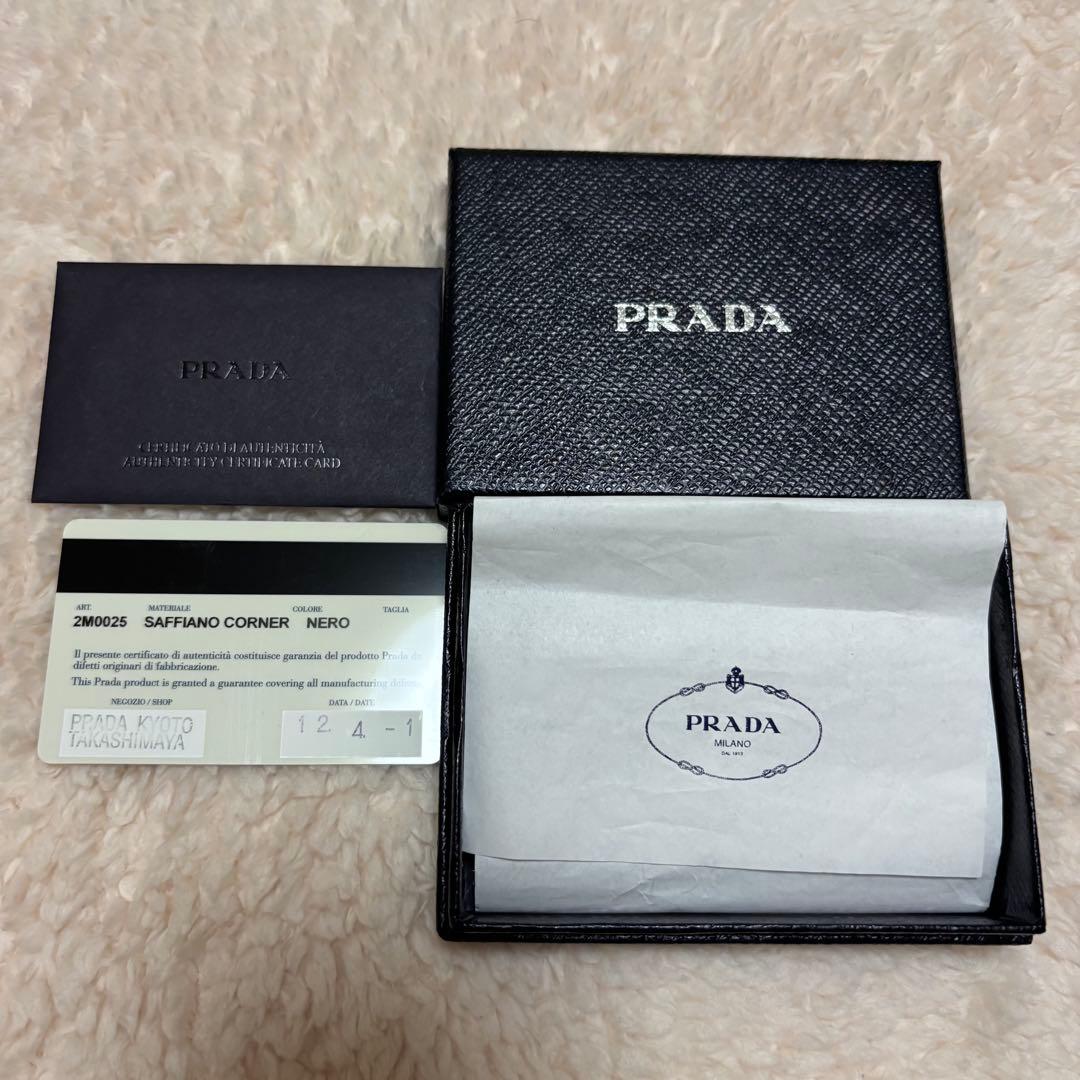 PRADA
PRADA
CERTIFICATO DI AUTENTICITÀ
AUTHENTICITY CERTIFICATE CARD
ART. MATERIALE COLORE TAGLIA
2M0025 SAFFIANO CORNER NERO
Il presente certificato di autenticità costituisce garanzia del prodotto Prada da
difetti originari di fabbricazione.
This Prada product is granted a guarantee covering all manufacturing defects.
NEGOZIO / SHOP DATA / DATE
PRADA KYOTO
TAKASHIMAYA
12. 4. -1
PRADA
MILANO
DAL 1913